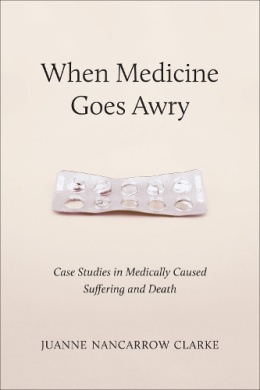 When Medicine
Goes Awry
Case Studies in Medically Caused
Suffering and Death
JUANNE NANCARROW CLARKE